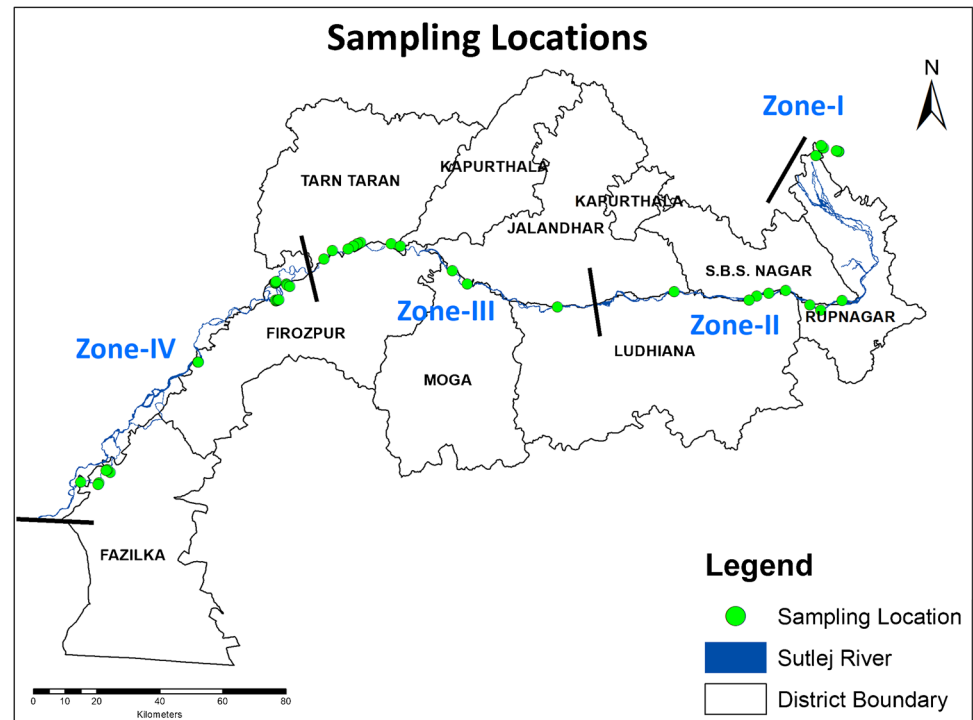 Sampling Locations
N
Zone-I
KAPURTHALA
TARN TARAN
KAPURTHALA
JALANDHAR
S.B.S. NAGAR
Zone-III
Zone-II
RUPNAGAR
FIROZPUR
Zone-IV
LUDHIANA
MOGA
FAZILKA
Legend
Sampling Location
Sutlej River
District Boundary
0 10 20 40 60 80
Kilometers